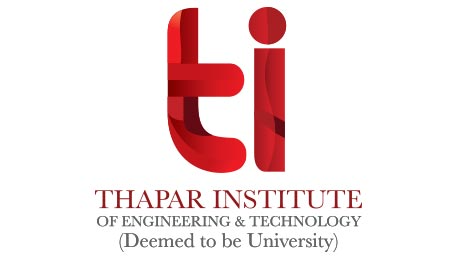 ti
THAPAR INSTITUTE
OF ENGINEERING & TECHNOLOGY
(Deemed to be University)